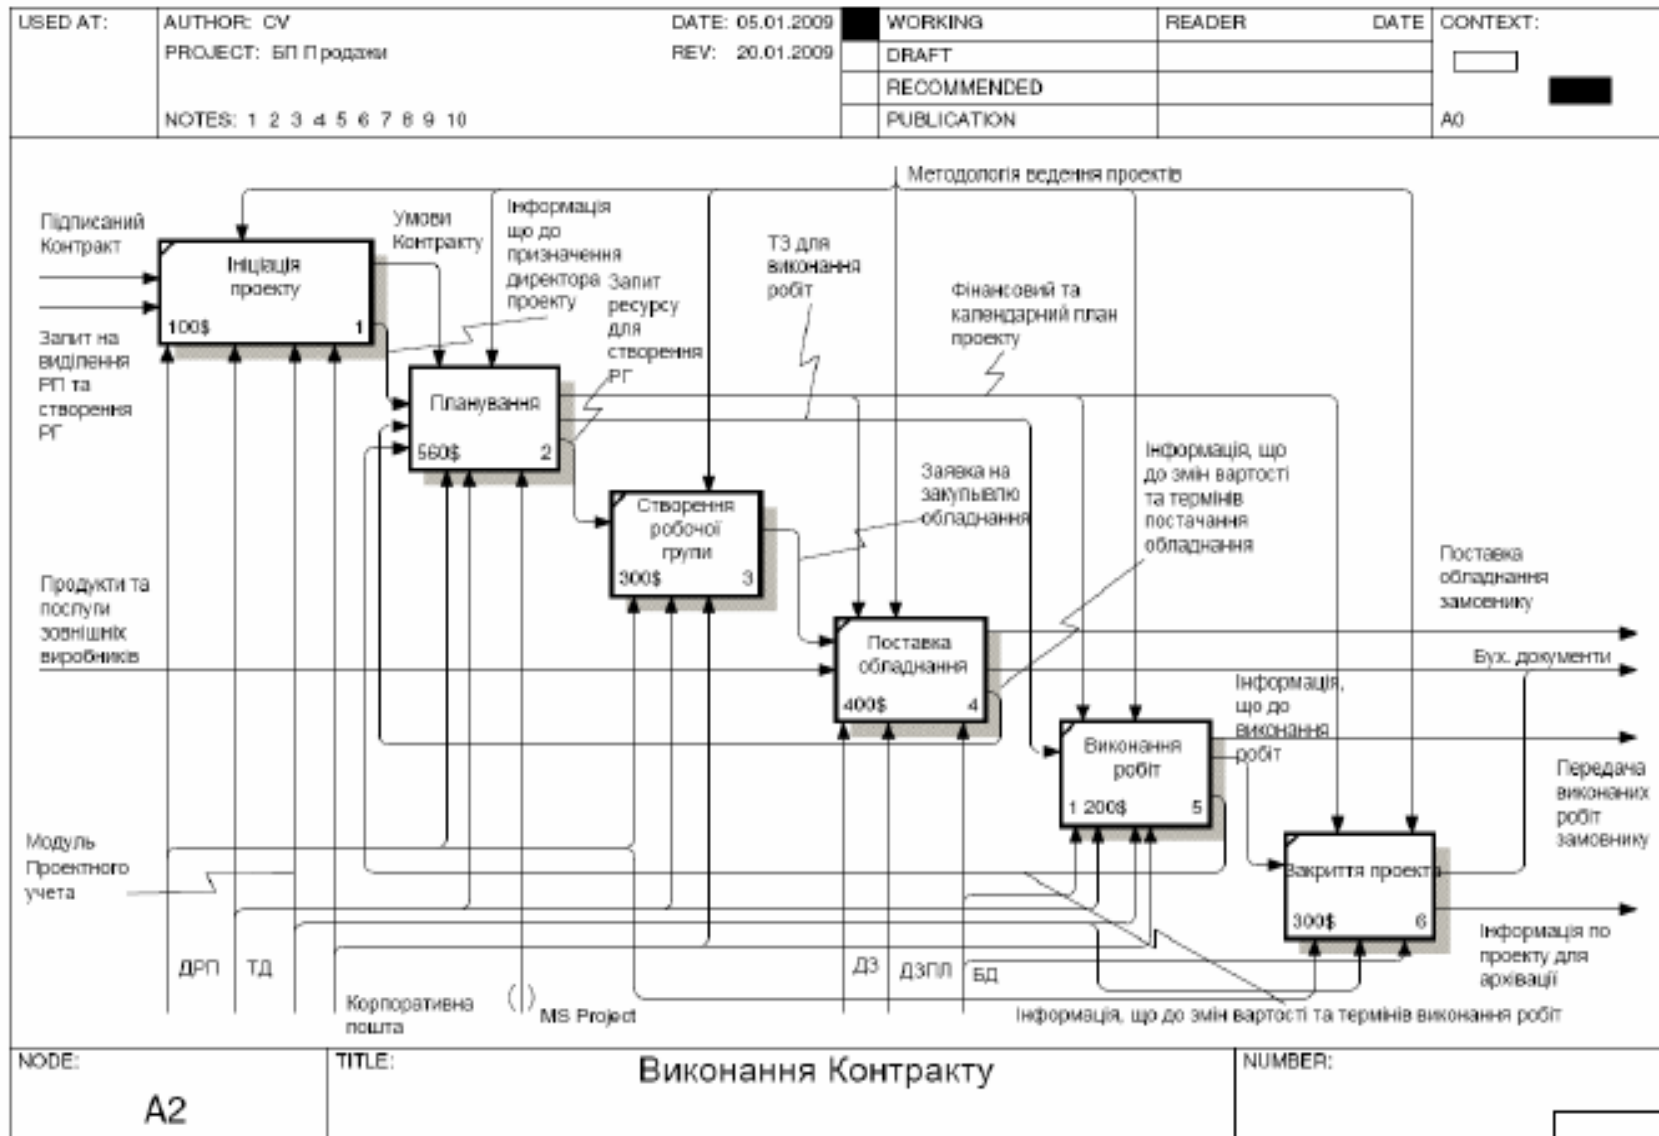 USED AT:
AUTHOR: CV
DATE: 05.01.2009
PROJECT: БП Продажи
REV: 20.01.2009
NOTES: 1 2 3 4 5 6 7 8 9 10
WORKING
DRAFT
RECOMMENDED
PUBLICATION
READER
DATE
CONTEXT:
A0
Методологія ведення проектів
Підписаний
Контракт
Умови
Контракту
Інформація
що до
призначення
директора
проекту
Запит
ресурсу
для
створення
РГ
ТЗ для
виконання
робіт
Фінансовий та
календарний план
проекту
Ініціація
проекту
100$ 1
Запит на
виділення
РП та
створення
РГ
Планування
560$ 2
Заявка на
закупывлю
обладнання
Інформація, що
до змін вартості
та термінів
постачання
обладнання
Створення
робочої
групи
300$ 3
Продукти та
послуги
зовнішніх
виробників
Поставка
обладнання
замовнику
Поставка
обладнання
400$ 4
Бух. документи
Інформація,
що до
виконання
робіт
Виконання
робіт
1 200$ 5
Передача
виконаних
робіт
замовнику
Модуль
Проектного
учета
Закриття проекта
300$ 6
Інформація по
проекту для
архівації
ДРП
ТД
Корпоративна
пошта
MS Project
ДЗ
ДЗПЛ
БД
Інформація, що до змін вартості та термінів виконання робіт
NODE:
A2
TITLE:
Виконання Контракту
NUMBER: